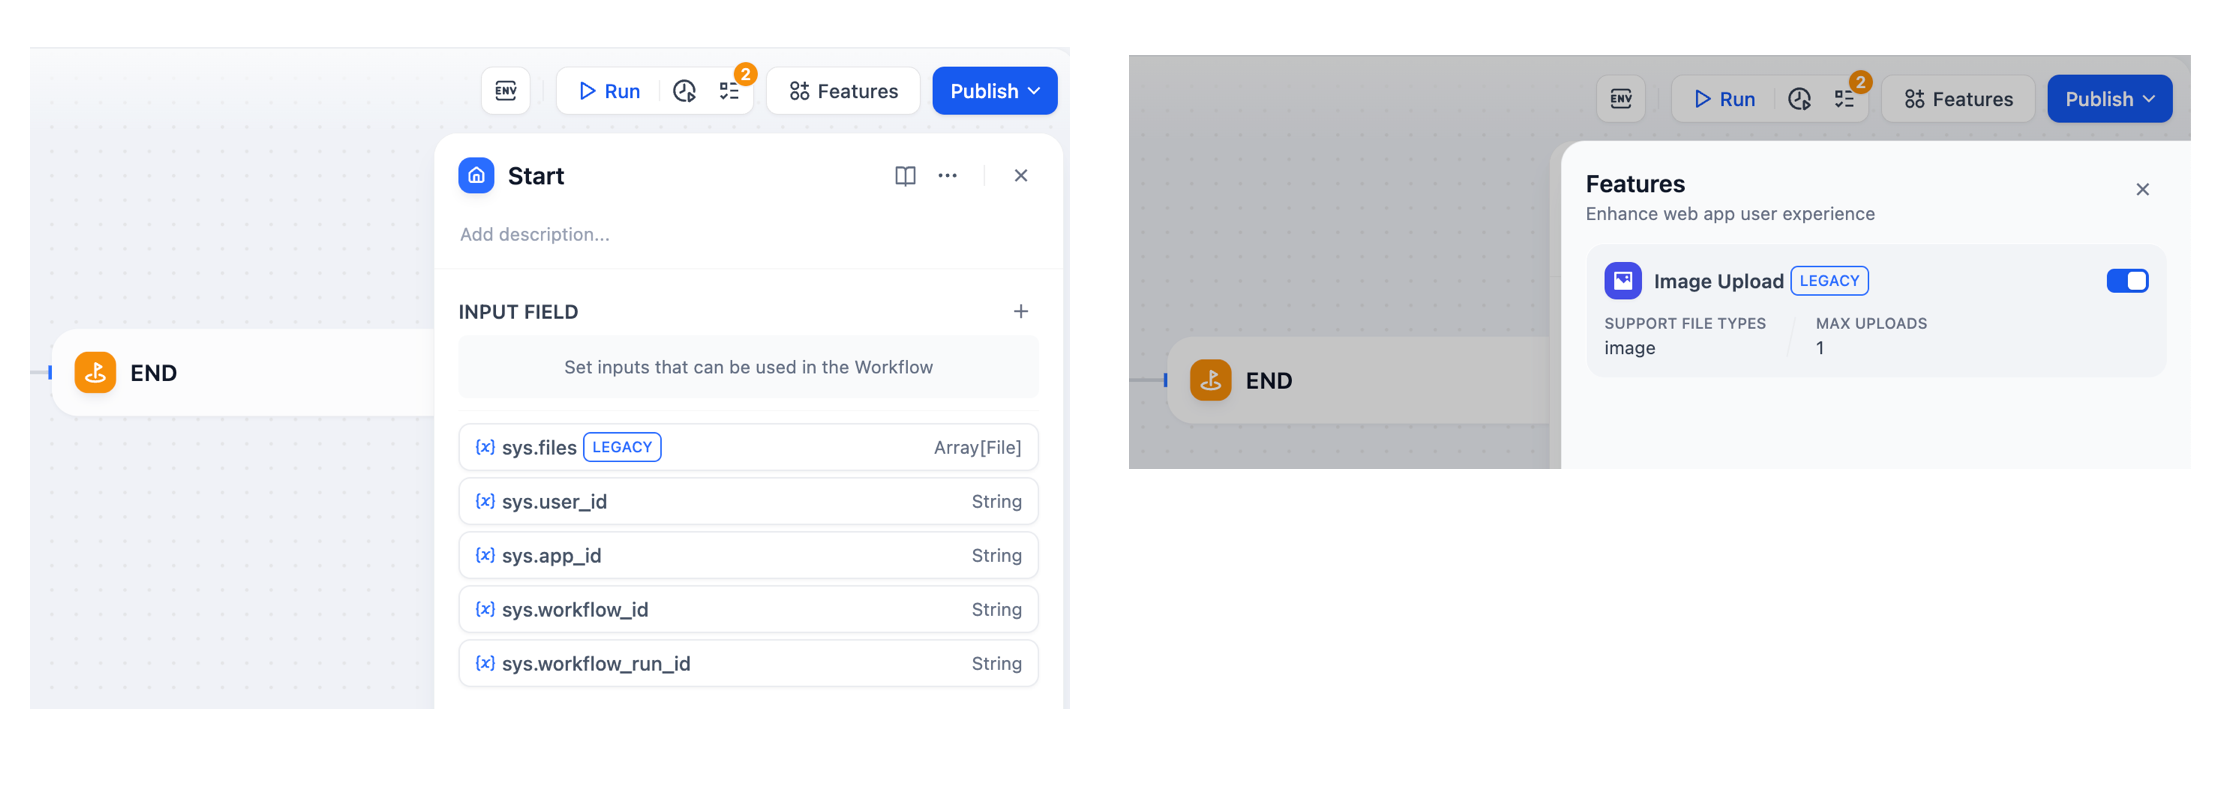 ENV
Run
2
Features
Publish
Start
Add description...
INPUT FIELD
Set inputs that can be used in the Workflow
END
{x} sys.files LEGACY Array[File]
{x} sys.user_id String
{x} sys.app_id String
{x} sys.workflow_id String
{x} sys.workflow_run_id String
ENV
Run
2
Features
Publish
Features
Enhance web app user experience
Image Upload LEGACY
SUPPORT FILE TYPES
image
MAX UPLOADS
1
END